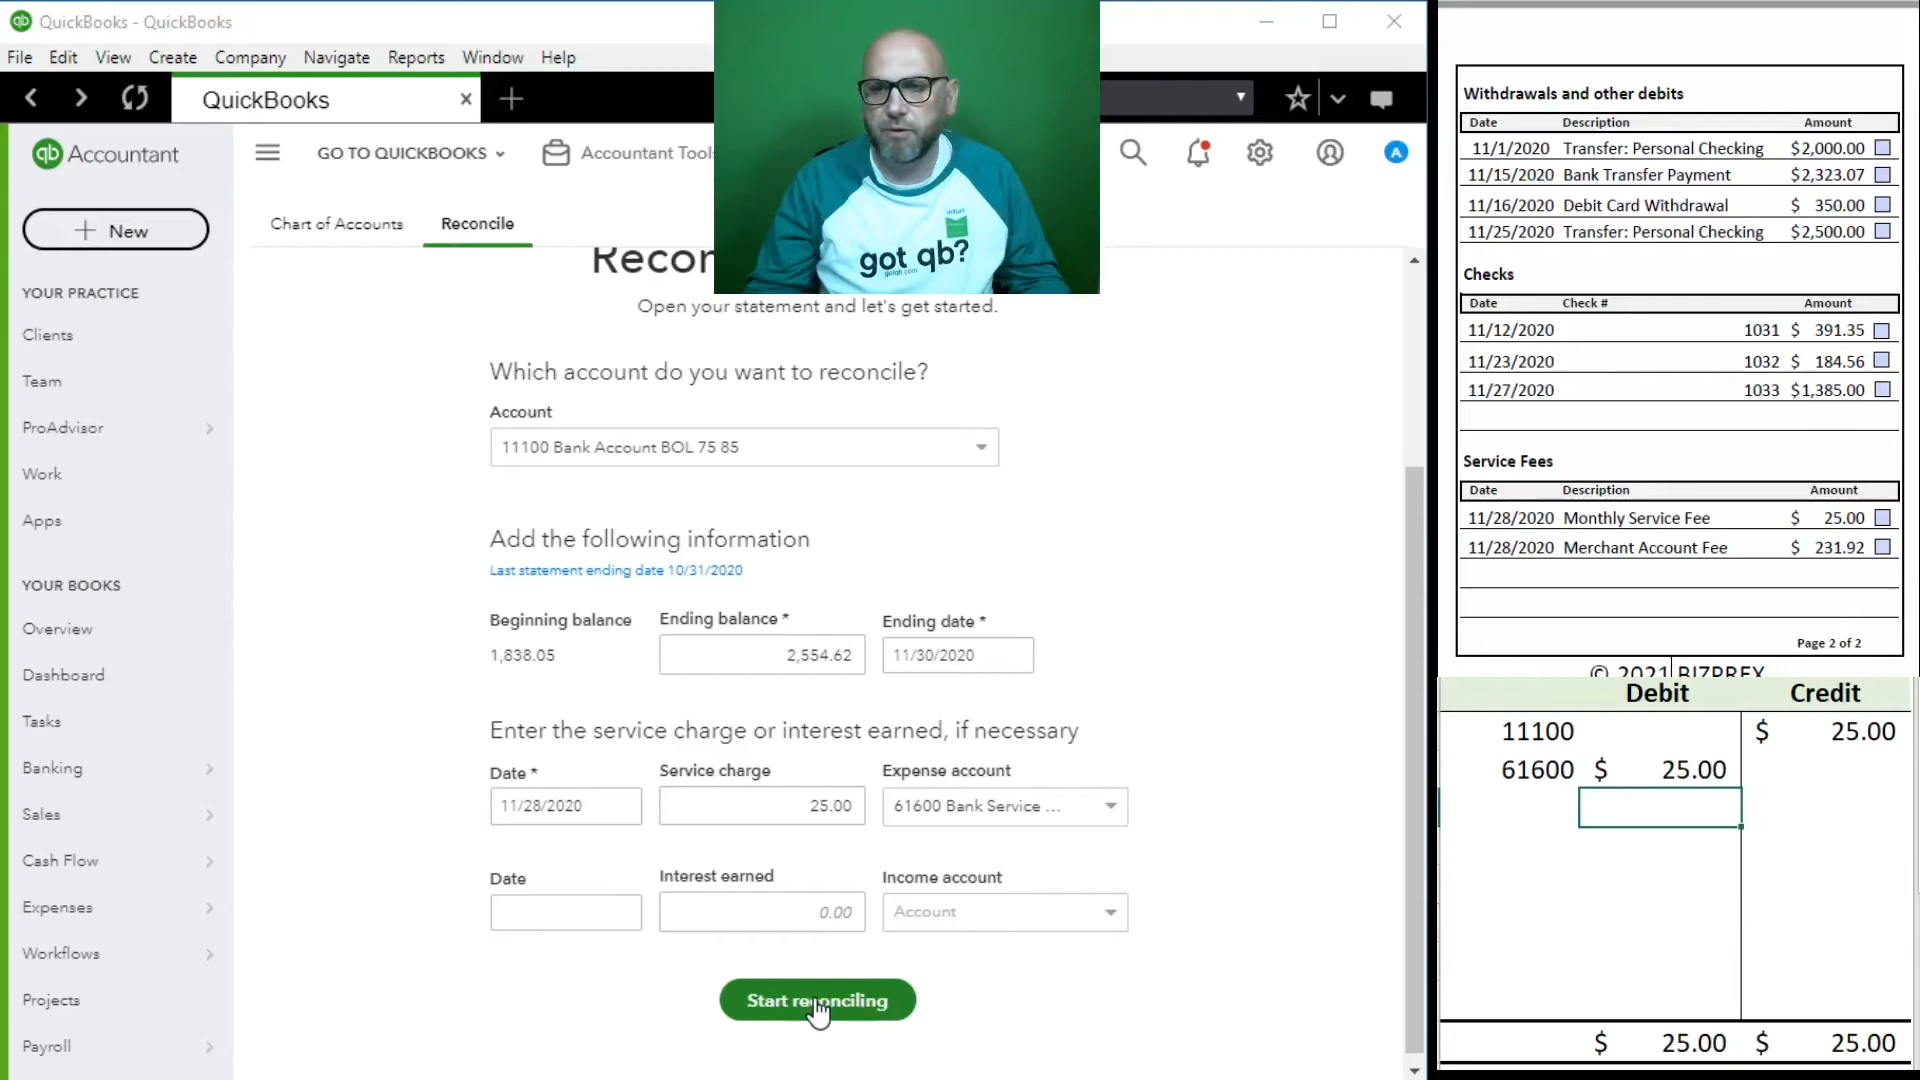 QuickBooks - QuickBooks
File Edit View Create Company Navigate Reports Window Help
QuickBooks
qb Accountant
GO TO QUICKBOOKS
Accountant Tools
A
New
Chart of Accounts
Reconcile
YOUR PRACTICE
Clients
Team
ProAdvisor
Work
Apps
YOUR BOOKS
Overview
Dashboard
Tasks
Banking
Sales
Cash Flow
Expenses
Workflows
Projects
Payroll
got qb?
Recon
Open your statement and let's get started.
Which account do you want to reconcile?
Account
11100 Bank Account BOL 75 85
Add the following information
Last statement ending date 10/31/2020
Beginning balance Ending balance * Ending date *
1,838.05 2,554.62 11/30/2020
Enter the service charge or interest earned, if necessary
Date * Service charge Expense account
11/28/2020 25.00 61600 Bank Service ...
Date Interest earned Income account
0.00 Account
Start reconciling
Withdrawals and other debits
Date Description Amount
11/1/2020 Transfer: Personal Checking $2,000.00
11/15/2020 Bank Transfer Payment $2,323.07
11/16/2020 Debit Card Withdrawal $ 350.00
11/25/2020 Transfer: Personal Checking $2,500.00
Checks
Date Check # Amount
11/12/2020 1031 $ 391.35
11/23/2020 1032 $ 184.56
11/27/2020 1033 $1,385.00
Service Fees
Date Description Amount
11/28/2020 Monthly Service Fee $ 25.00
11/28/2020 Merchant Account Fee $ 231.92
Page 2 of 2
© 2021 BIZPREX
Debit Credit
11100 $ 25.00
61600 $ 25.00
$ 25.00 $ 25.00